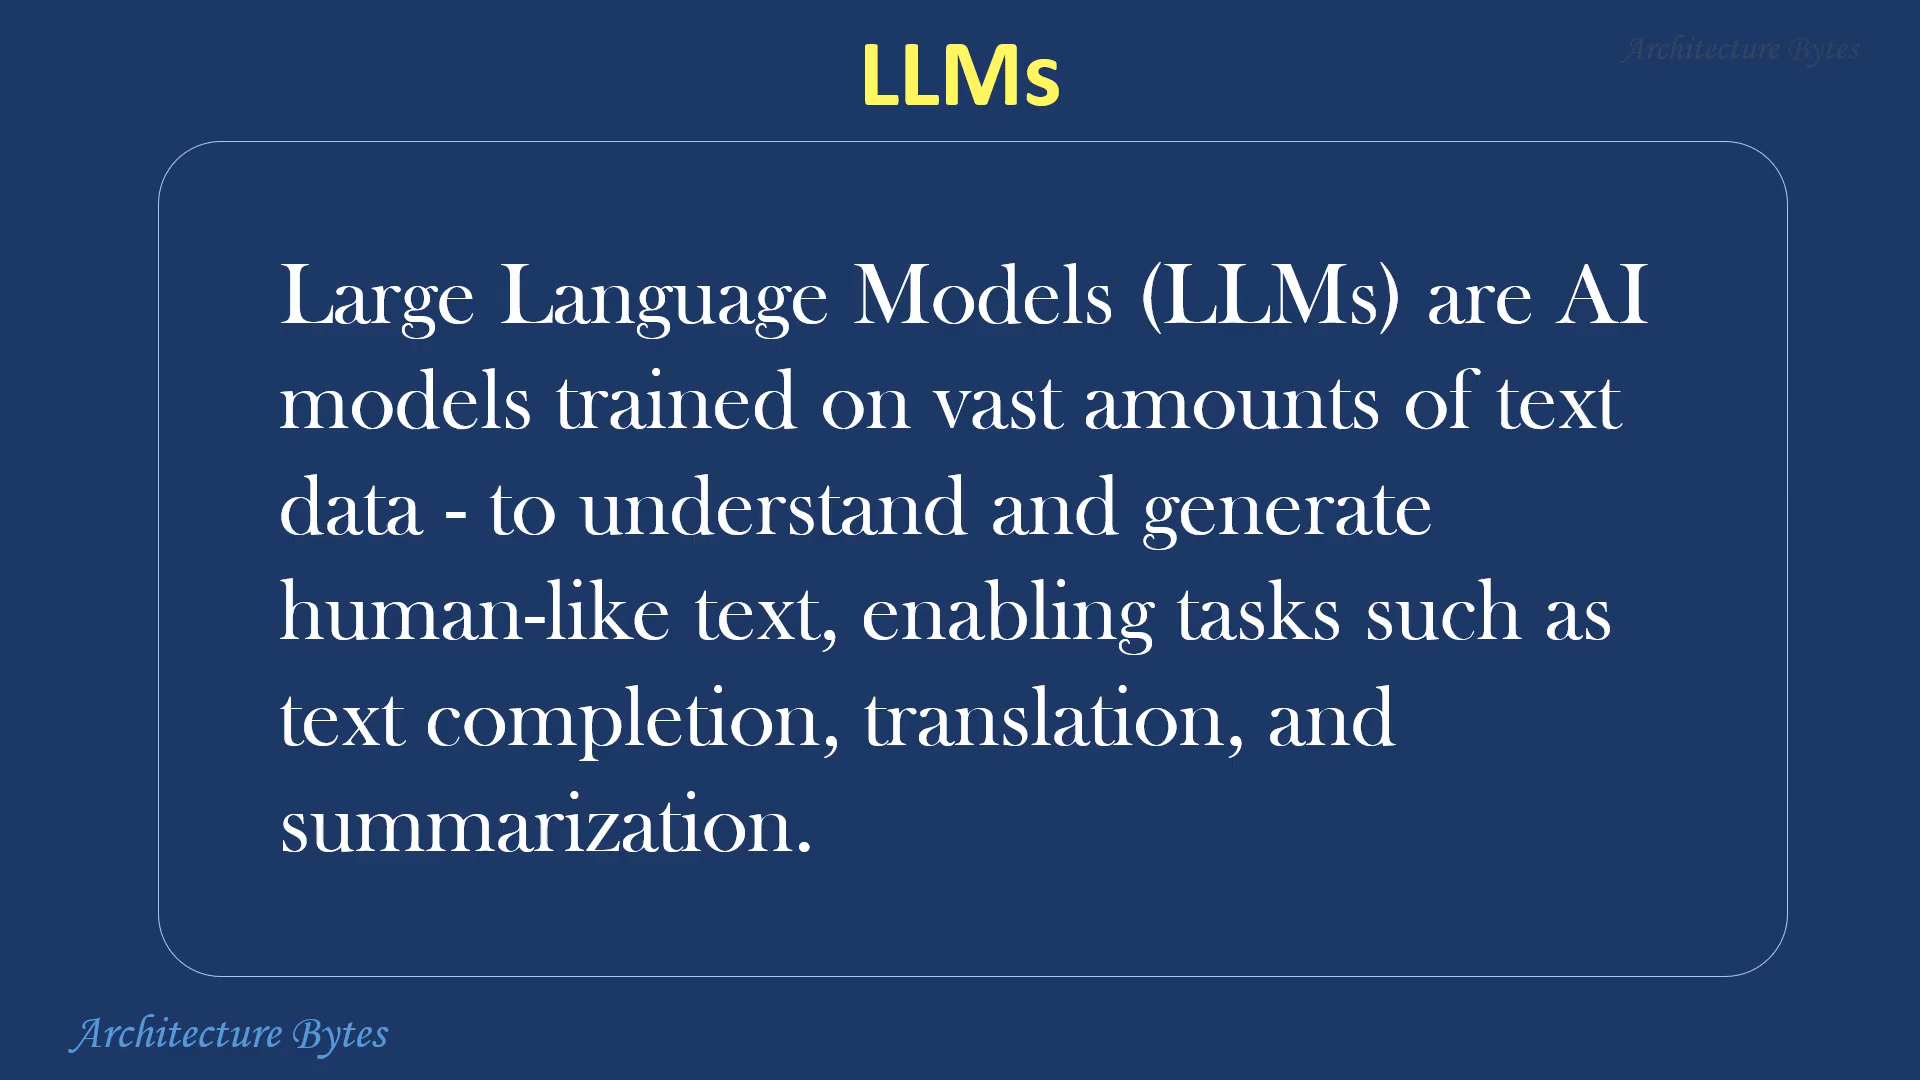 LLMs
Architecture Bytes
Large Language Models (LLMs) are AI
models trained on vast amounts of text
data - to understand and generate
human-like text, enabling tasks such as
text completion, translation, and
summarization.
Architecture Bytes